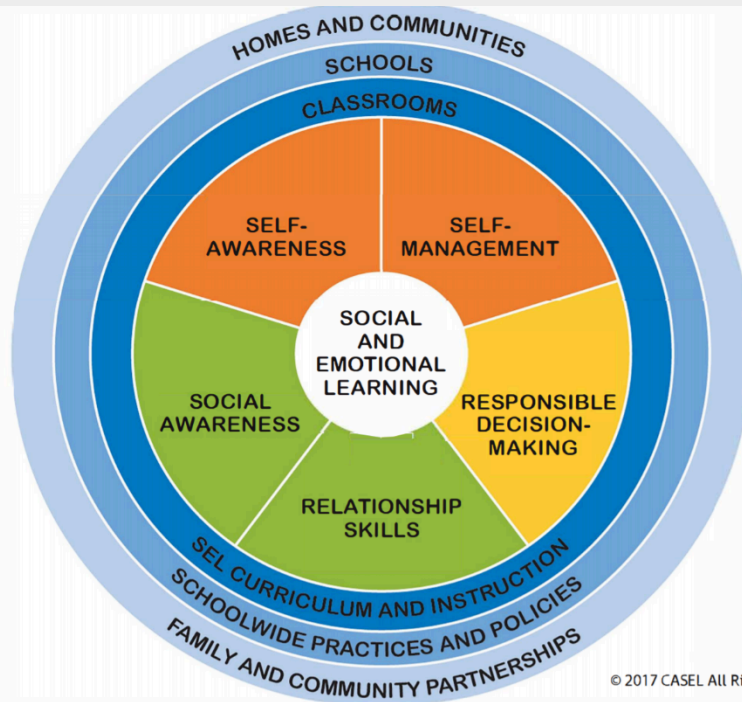 HOMES AND COMMUNITIES
SCHOOLS
CLASSROOMS
SELF-
AWARENESS
SELF-
MANAGEMENT
SOCIAL
AND
EMOTIONAL
LEARNING
SOCIAL
AWARENESS
RESPONSIBLE
DECISION-
MAKING
RELATIONSHIP
SKILLS
SEL CURRICULUM AND INSTRUCTION
SCHOOLWIDE PRACTICES AND POLICIES
FAMILY AND COMMUNITY PARTNERSHIPS
© 2017 CASEL All Ri